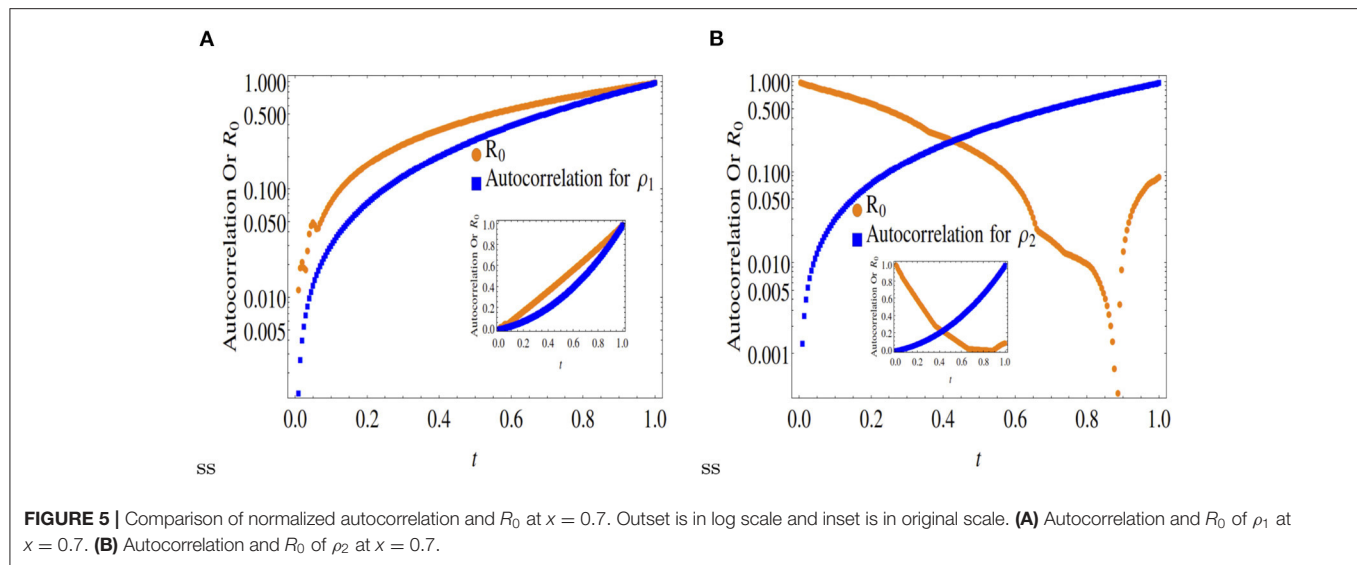 A
Autocorrelation Or R0
1.000
0.500
0.100
0.050
0.010
0.005
R0
Autocorrelation for ρ1
Autocorrelation Or R0
1.0
0.8
0.6
0.4
0.2
0.0
0.0 0.2 0.4 0.6 0.8 1.0
t
0.0 0.2 0.4 0.6 0.8 1.0
t
ss
B
Autocorrelation Or R0
1.000
0.500
0.100
0.050
0.010
0.005
0.001
R0
Autocorrelation for ρ2
Autocorrelation Or R0
1.0
0.8
0.6
0.4
0.2
0.0
0.0 0.2 0.4 0.6 0.8 1.0
t
0.0 0.2 0.4 0.6 0.8 1.0
t
ss
FIGURE 5 | Comparison of normalized autocorrelation and R0 at x = 0.7. Outset is in log scale and inset is in original scale. (A) Autocorrelation and R0 of ρ1 at
x = 0.7. (B) Autocorrelation and R0 of ρ2 at x = 0.7.